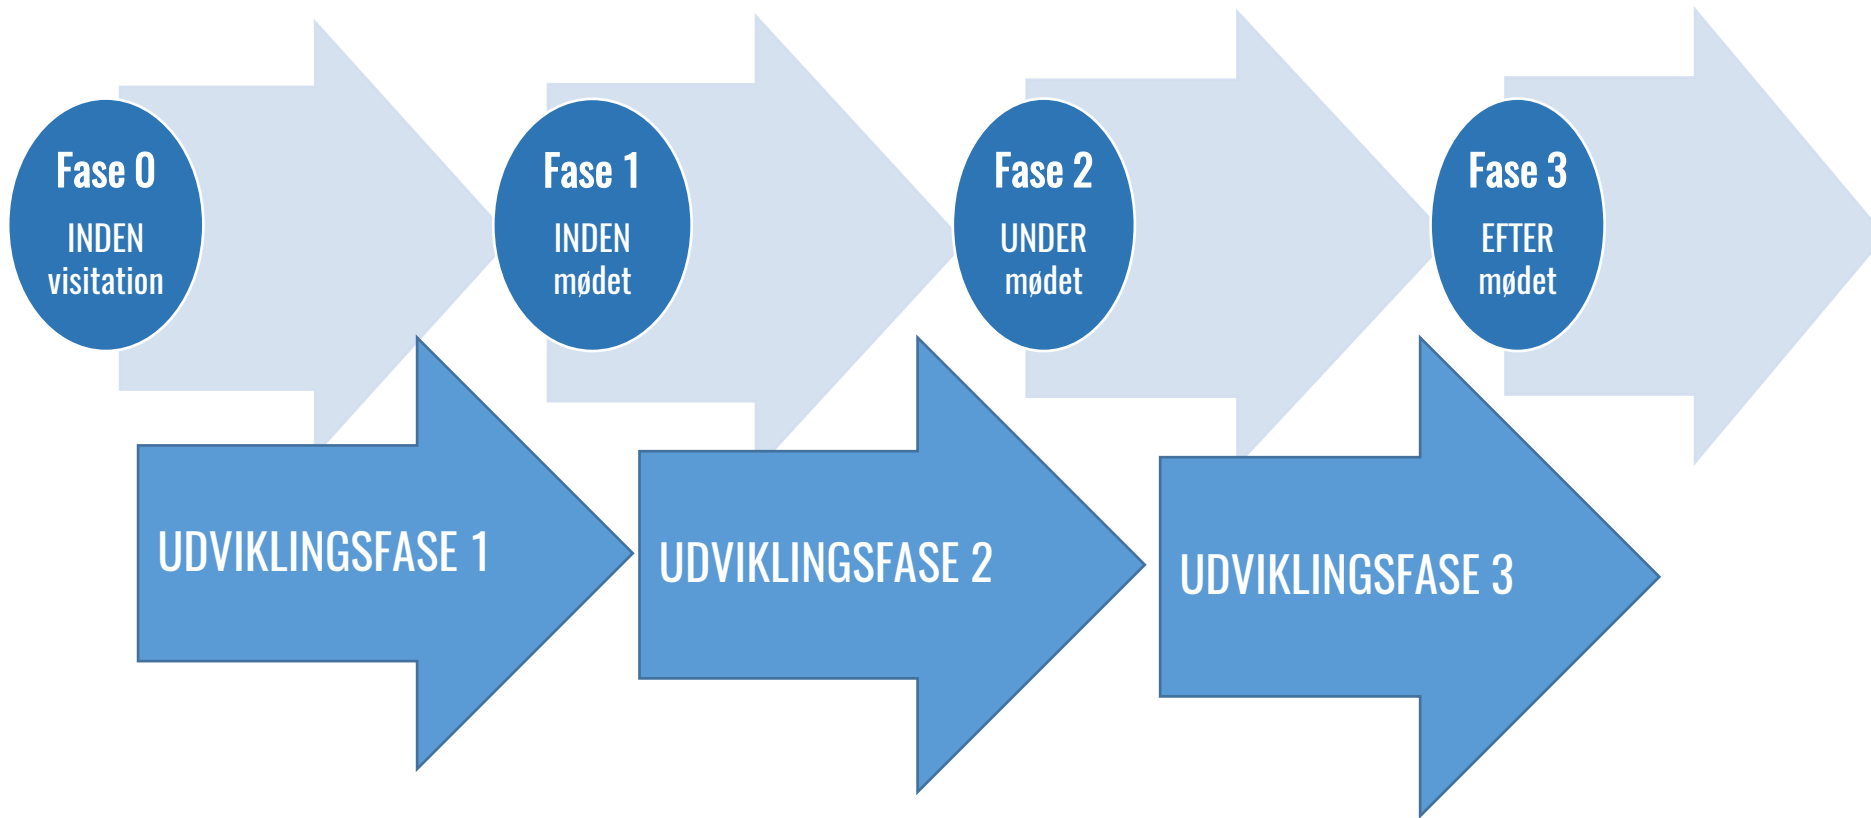 Fase 0
INDEN
visitation
Fase 1
INDEN
mødet
Fase 2
UNDER
mødet
Fase 3
EFTER
mødet
UDVIKLINGSFASE 1
UDVIKLINGSFASE 2
UDVIKLINGSFASE 3